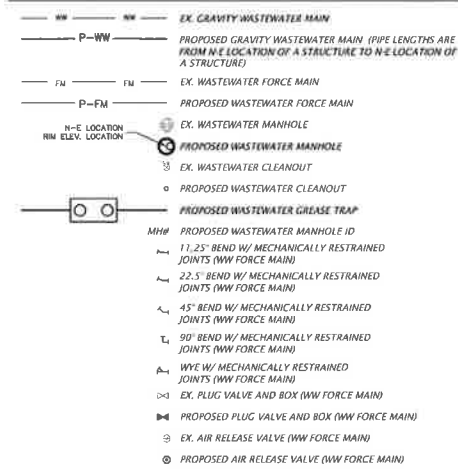 WW WW EX. GRAVITY WASTEWATER MAIN
P-WW PROPOSED GRAVITY WASTEWATER MAIN (PIPE LENGTHS ARE
FROM N-E LOCATION OF A STRUCTURE TO N-E LOCATION OF
A STRUCTURE)
FM FM EX. WASTEWATER FORCE MAIN
P-FM PROPOSED WASTEWATER FORCE MAIN
N-E LOCATION
RIM ELEV. LOCATION
EX. WASTEWATER MANHOLE
PROPOSED WASTEWATER MANHOLE
EX. WASTEWATER CLEANOUT
PROPOSED WASTEWATER CLEANOUT
PROPOSED WASTEWATER GREASE TRAP
MH# PROPOSED WASTEWATER MANHOLE ID
11.25° BEND W/ MECHANICALLY RESTRAINED
JOINTS (WW FORCE MAIN)
22.5° BEND W/ MECHANICALLY RESTRAINED
JOINTS (WW FORCE MAIN)
45° BEND W/ MECHANICALLY RESTRAINED
JOINTS (WW FORCE MAIN)
90° BEND W/ MECHANICALLY RESTRAINED
JOINTS (WW FORCE MAIN)
WYE W/ MECHANICALLY RESTRAINED
JOINTS (WW FORCE MAIN)
EX. PLUG VALVE AND BOX (WW FORCE MAIN)
PROPOSED PLUG VALVE AND BOX (WW FORCE MAIN)
EX. AIR RELEASE VALVE (WW FORCE MAIN)
PROPOSED AIR RELEASE VALVE (WW FORCE MAIN)